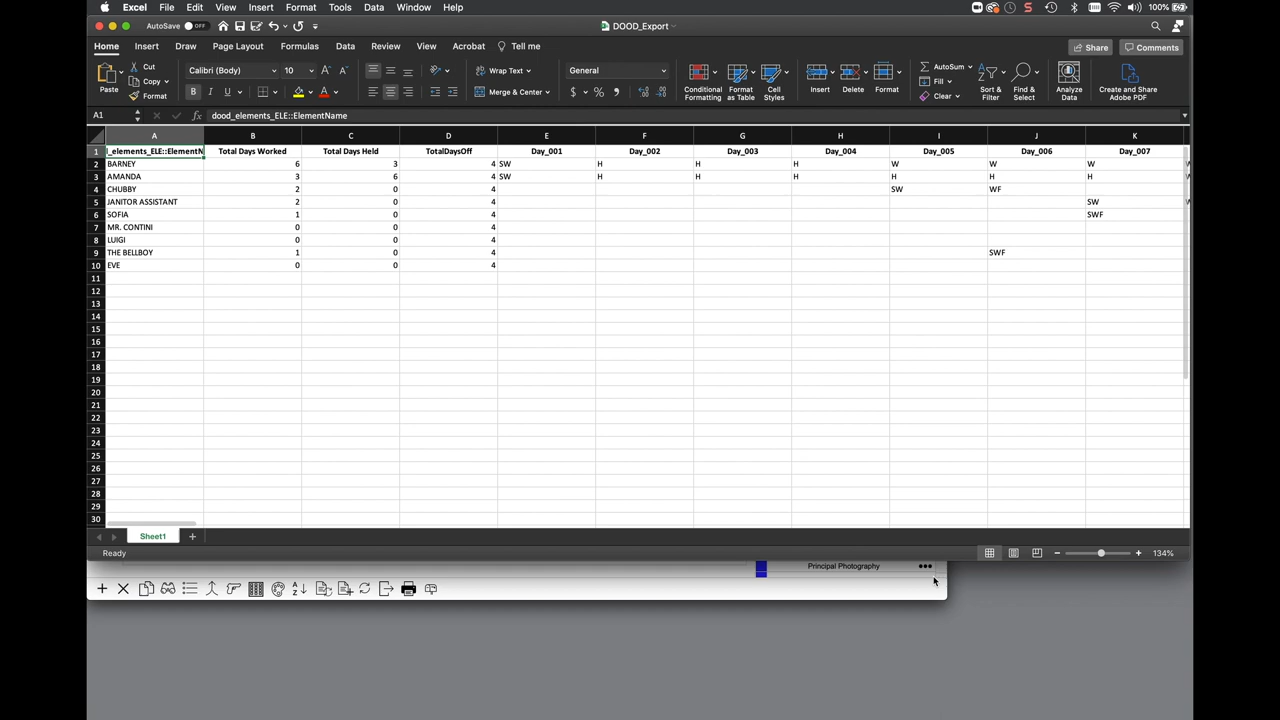 Excel File Edit View Insert Format Tools Data Window Help 100%
AutoSave OFF DOOD_Export
Home Insert Draw Page Layout Formulas Data Review View Acrobat Tell me Share Comments
Paste Cut Copy Format Calibri (Body) 10 Wrap Text General Conditional Formatting Format as Table Cell Styles Insert Delete Format AutoSum Fill Clear Sort & Filter Find & Select Analyze Data Create and Share Adobe PDF
B I U A Merge & Center $ % ,
A1 fx dood_elements_ELE::ElementName
A B C D E F G H I J K
1 _elements_ELE::ElementN Total Days Worked Total Days Held TotalDaysOff Day_001 Day_002 Day_003 Day_004 Day_005 Day_006 Day_007
2 BARNEY 6 3 4 SW H H H W W W
3 AMANDA 3 6 4 SW H H H H H H
4 CHUBBY 2 0 4 SW WF
5 JANITOR ASSISTANT 2 0 4 SW
6 SOFIA 1 0 4 SWF
7 MR. CONTINI 0 0 4
8 LUIGI 0 0 4
9 THE BELLBOY 1 0 4 SWF
10 EVE 0 0 4
11
12
13
14
15
16
17
18
19
20
21
22
23
24
25
26
27
28
29
30
Sheet1
Ready 134%
Principal Photography